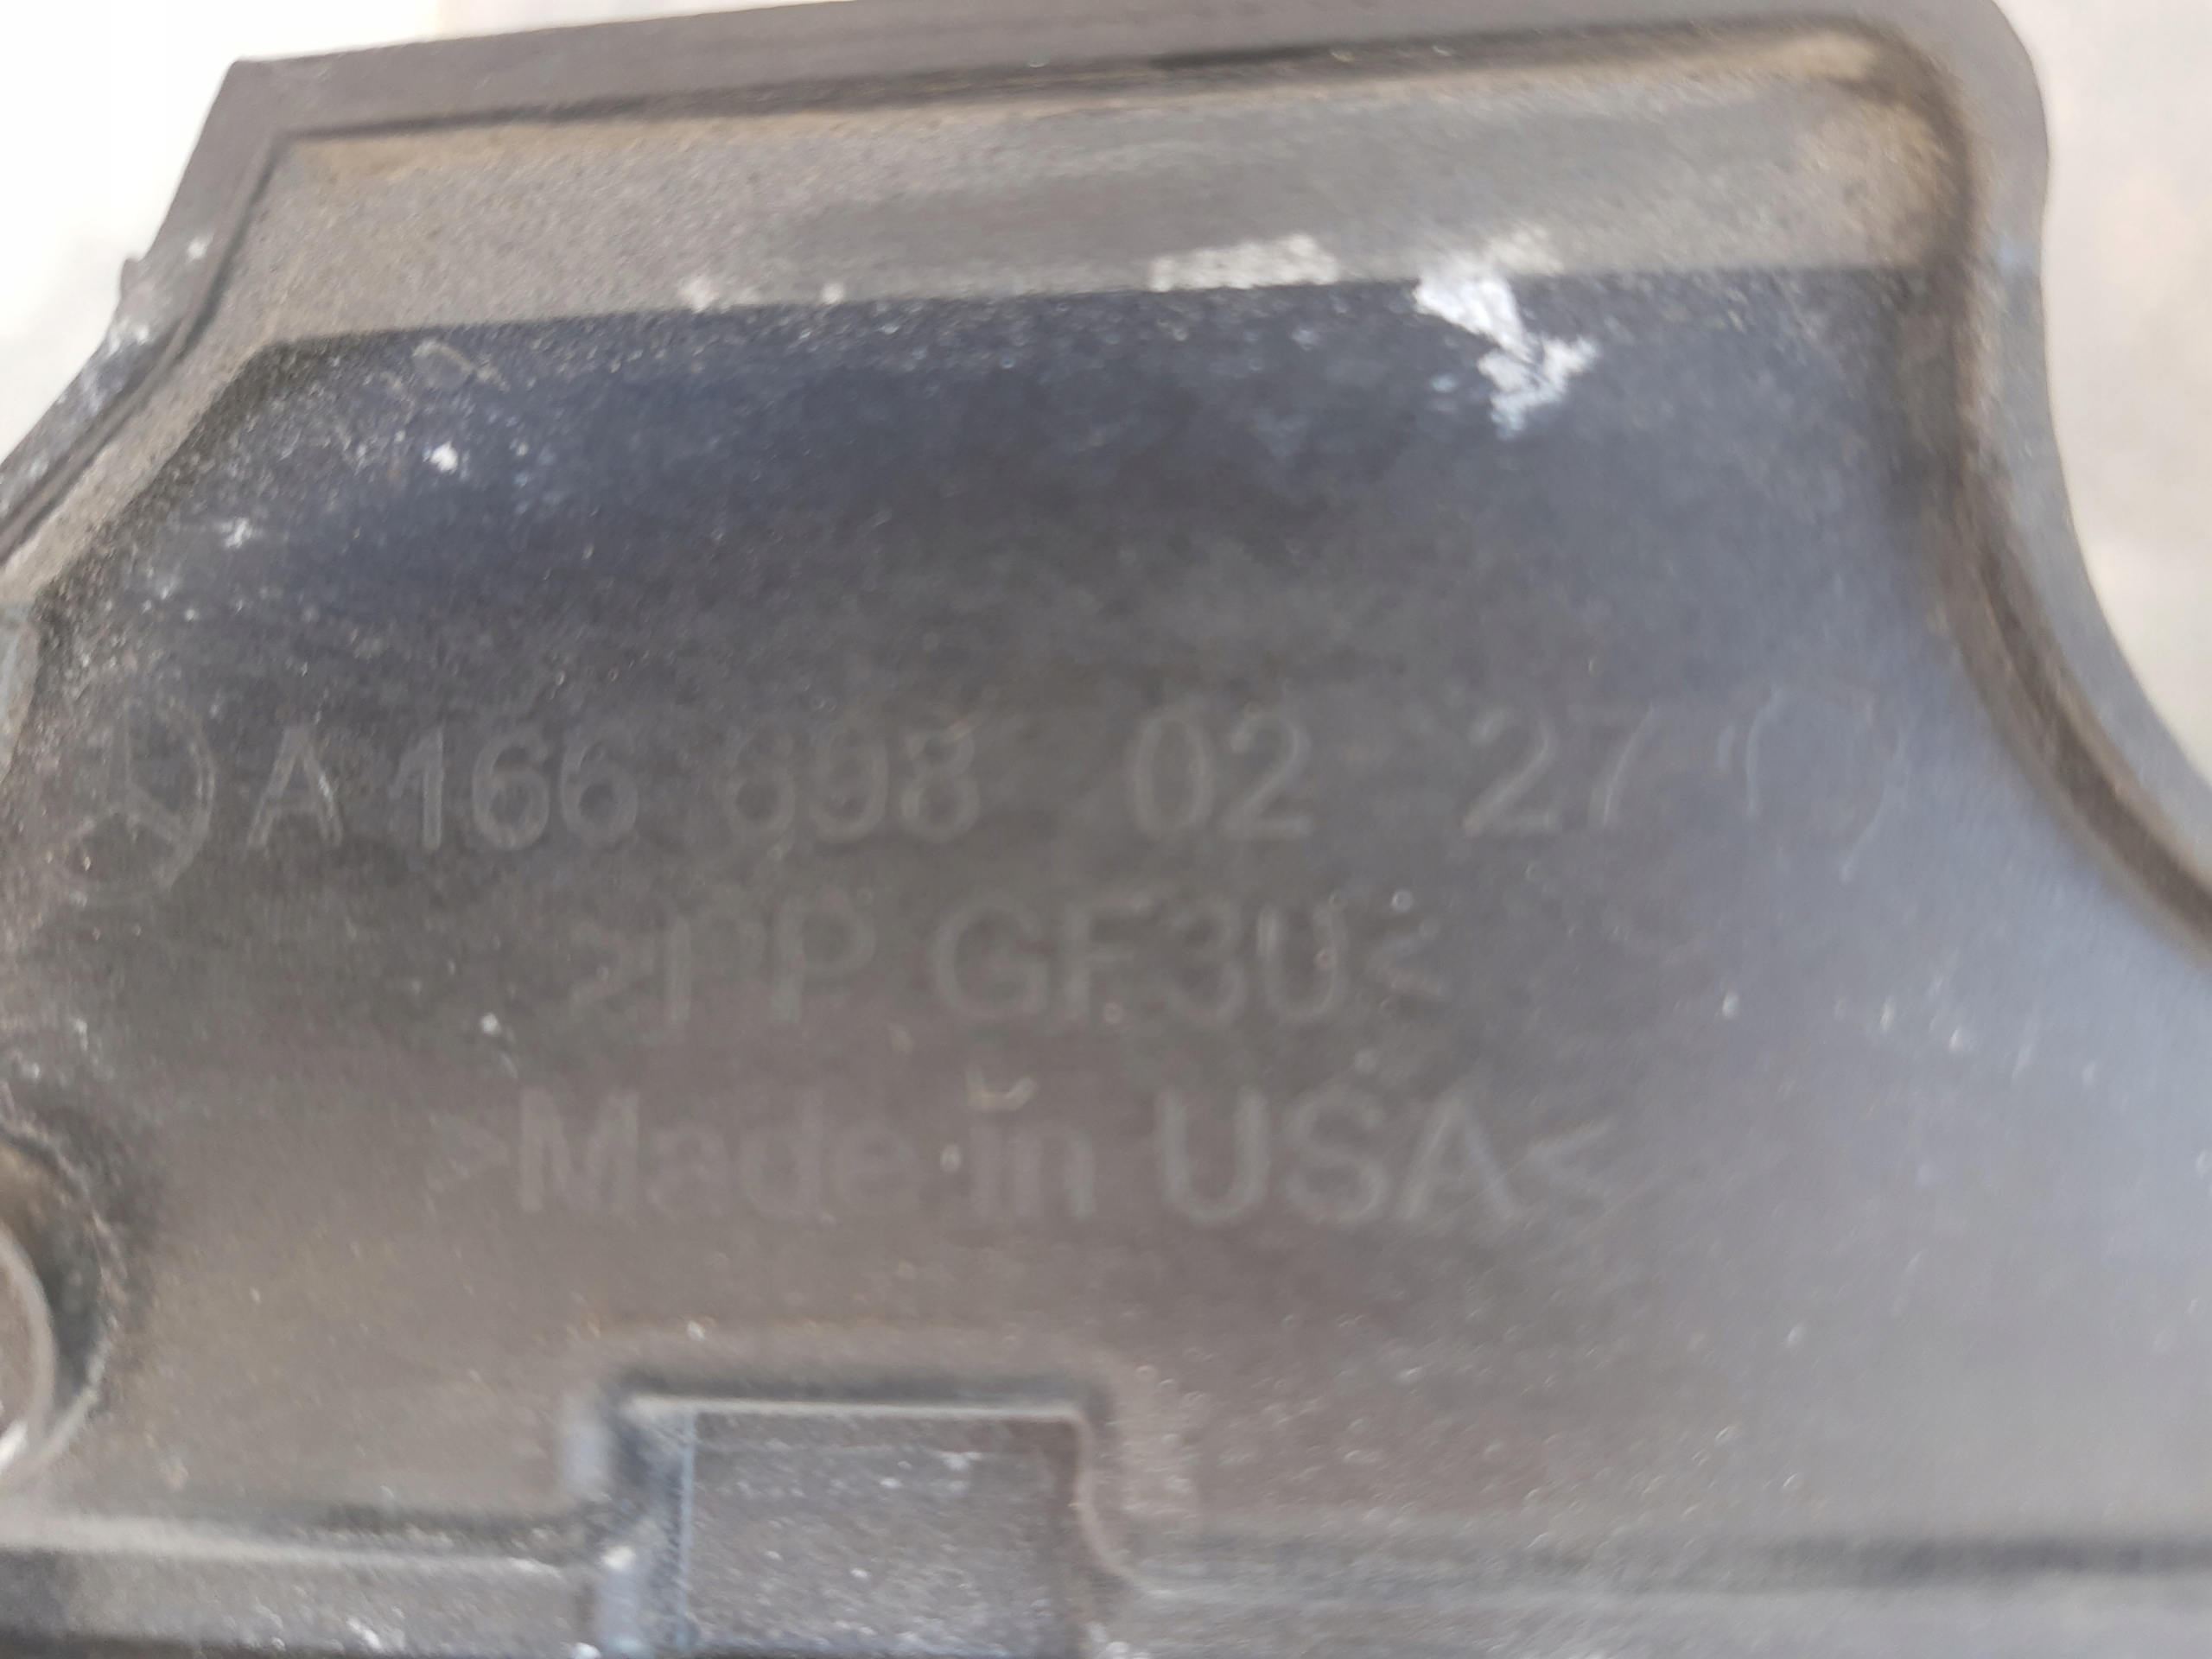 A 166 698 02 27
>PP GF30<
>Made in USA<